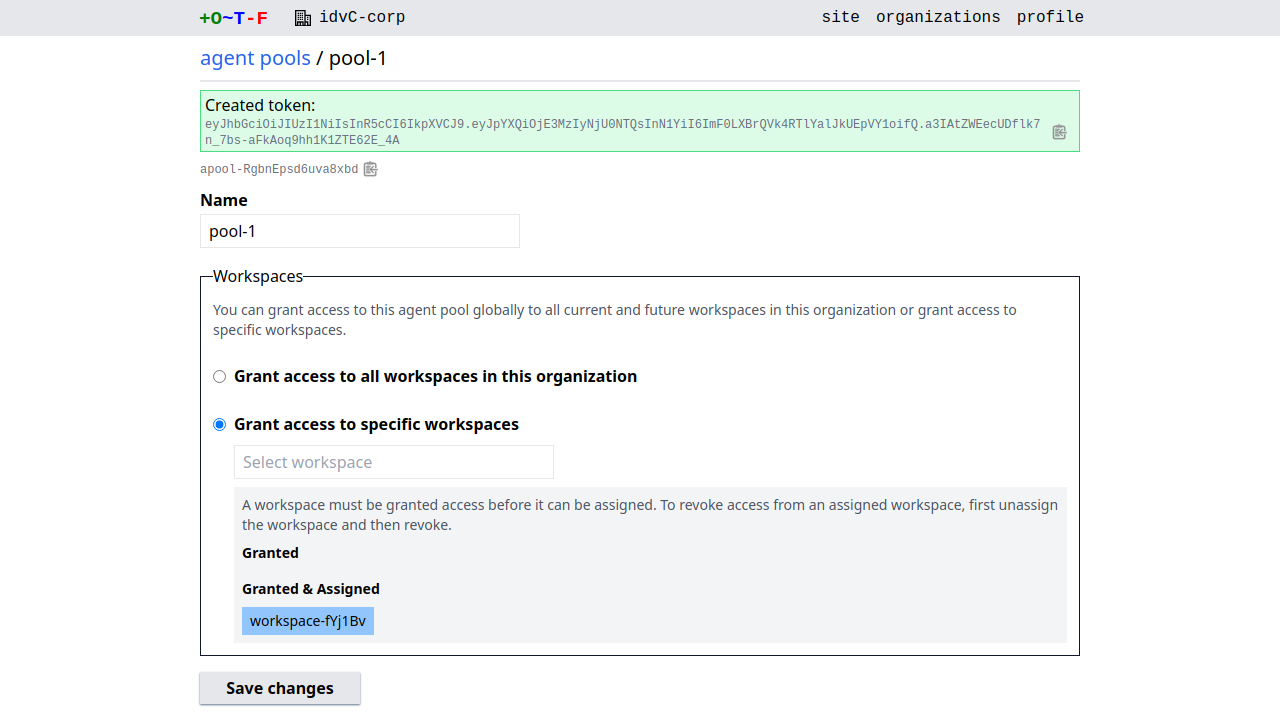 +O~T-F idvC-corp site organizations profile
agent pools / pool-1
Created token:
eyJhbGciOiJIUzI1NiIsInR5cCI6IkpXVCJ9.eyJpYXQiOjE3MzIyNjU0NTQsInN1YiI6ImF0LXBrQVk4RTlYalJkUEpVY1oifQ.a3IAtZWEecUDflk7
n_7bs-aFkAoq9hh1K1ZTE62E_4A
apool-RgbnEpsd6uva8xbd
Name
pool-1
Workspaces
You can grant access to this agent pool globally to all current and future workspaces in this organization or grant access to
specific workspaces.
Grant access to all workspaces in this organization
Grant access to specific workspaces
Select workspace
A workspace must be granted access before it can be assigned. To revoke access from an assigned workspace, first unassign
the workspace and then revoke.
Granted
Granted & Assigned
workspace-fYj1Bv
Save changes